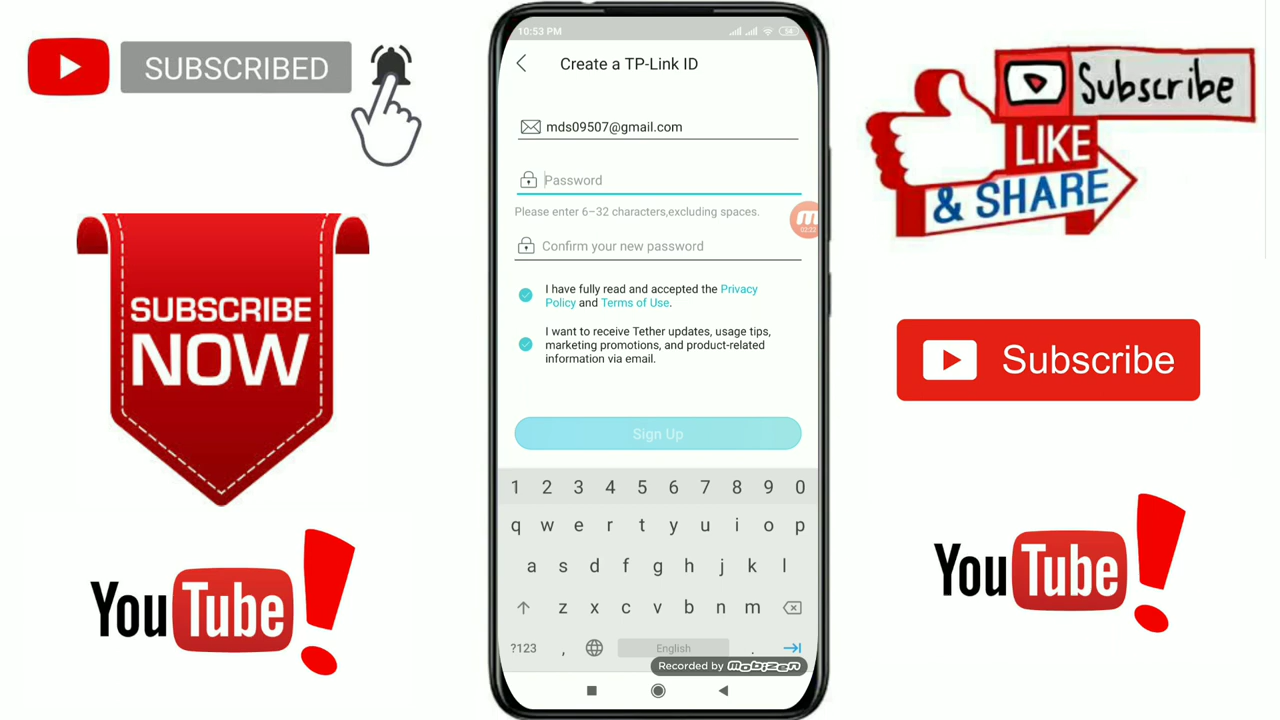 SUBSCRIBED
SUBSCRIBE
NOW
YouTube!
10:53 PM
54
Create a TP-Link ID
mds09507@gmail.com
Password
Please enter 6-32 characters,excluding spaces.
02:22
Confirm your new password
I have fully read and accepted the Privacy
Policy and Terms of Use.
I want to receive Tether updates, usage tips,
marketing promotions, and product-related
information via email.
Sign Up
1 2 3 4 5 6 7 8 9 0
q w e r t y u i o p
a s d f g h j k l
z x c v b n m
?123 , English .
Recorded by mobizen
Subscribe
LIKE
& SHARE
Subscribe
YouTube!